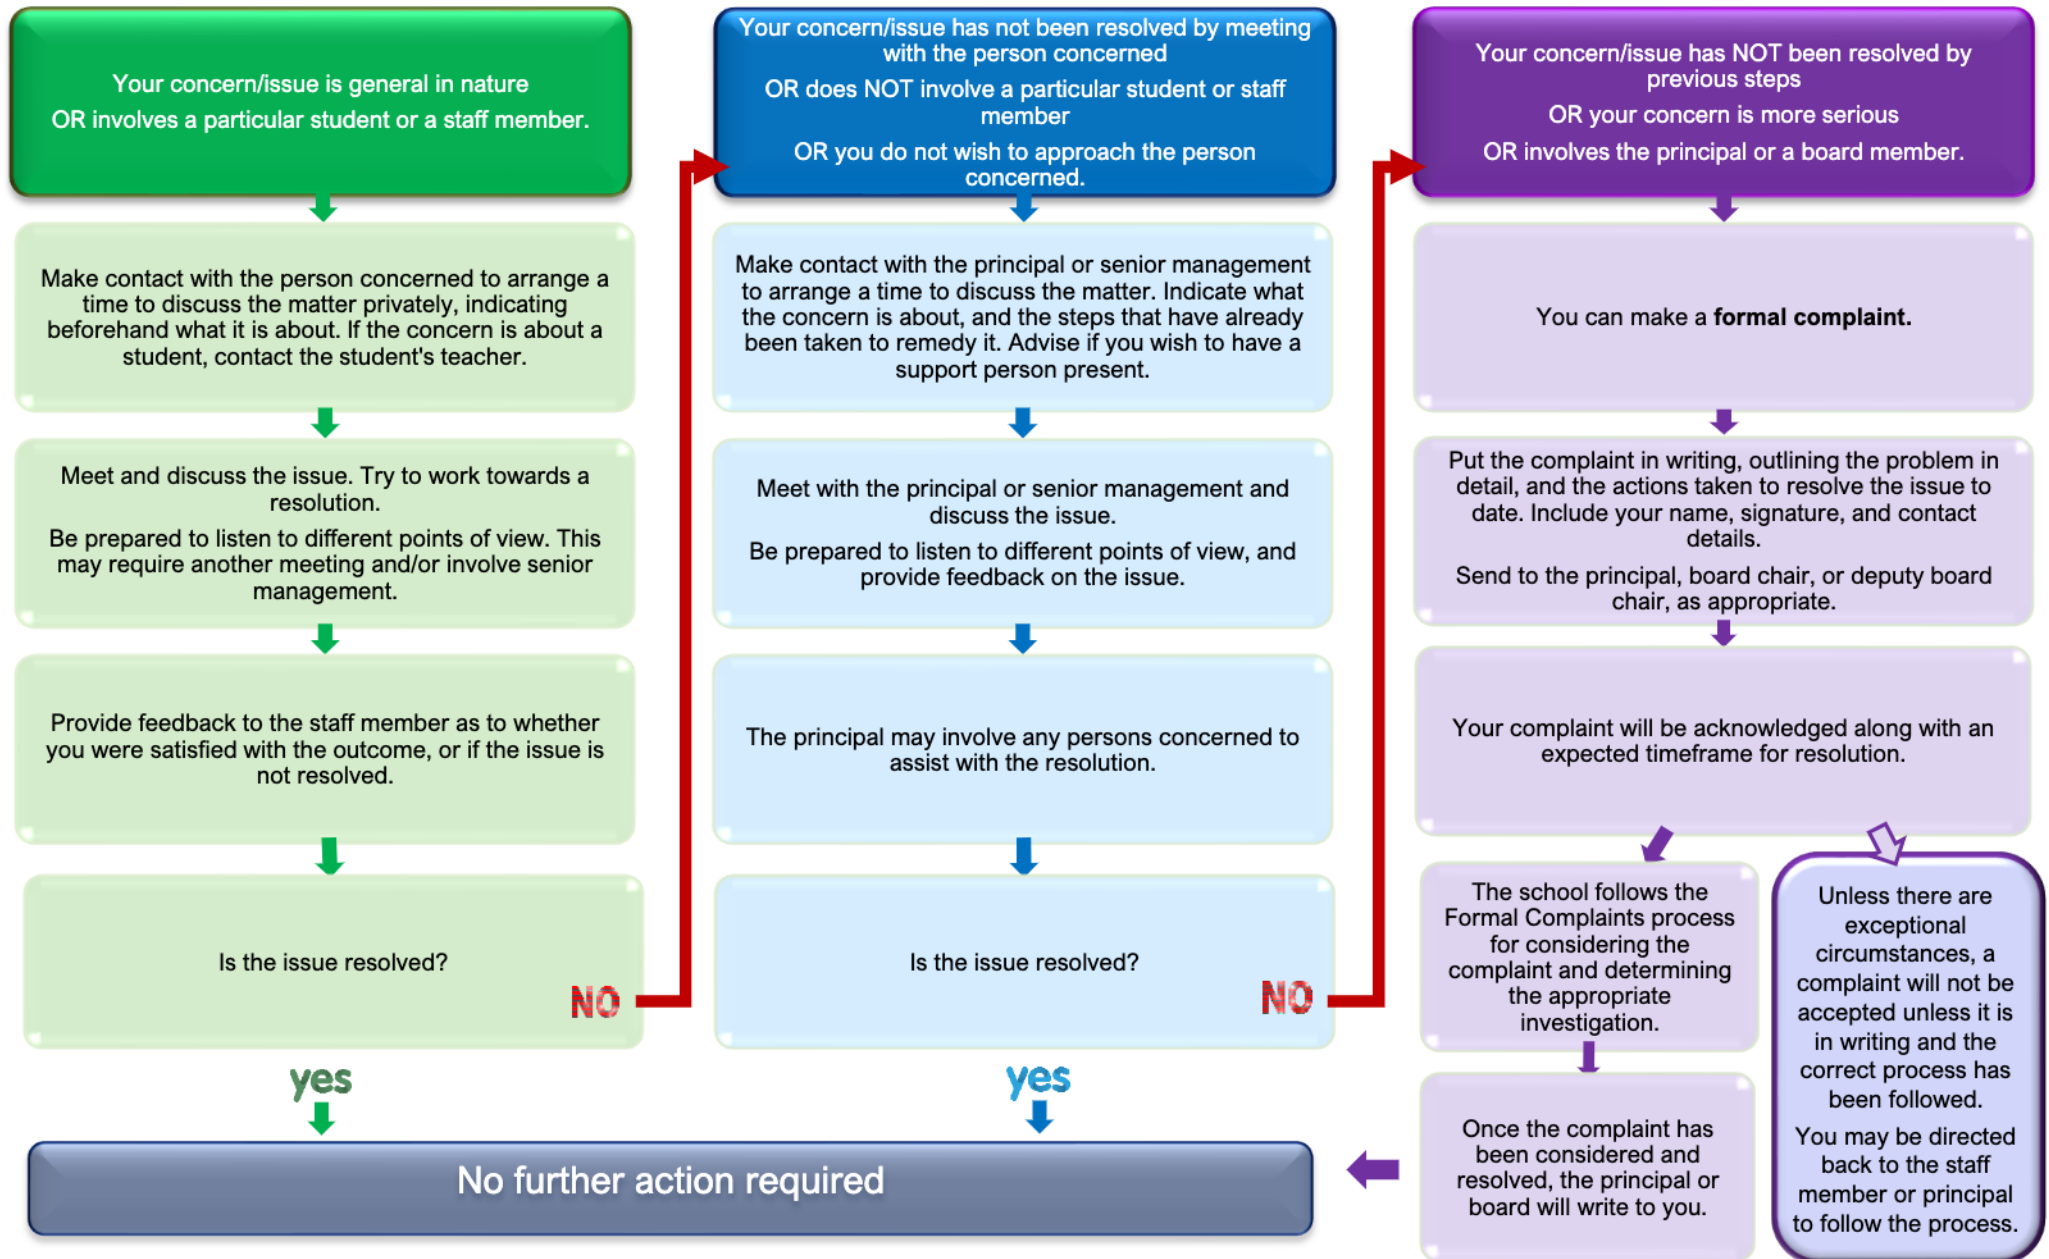 Your concern/issue is general in nature
OR involves a particular student or a staff member.
Make contact with the person concerned to arrange a
time to discuss the matter privately, indicating
beforehand what it is about. If the concern is about a
student, contact the student's teacher.
Meet and discuss the issue. Try to work towards a
resolution.
Be prepared to listen to different points of view. This
may require another meeting and/or involve senior
management.
Provide feedback to the staff member as to whether
you were satisfied with the outcome, or if the issue is
not resolved.
Is the issue resolved?
NO
yes
Your concern/issue has not been resolved by meeting
with the person concerned
OR does NOT involve a particular student or staff
member
OR you do not wish to approach the person
concerned.
Make contact with the principal or senior management
to arrange a time to discuss the matter. Indicate what
the concern is about, and the steps that have already
been taken to remedy it. Advise if you wish to have a
support person present.
Meet with the principal or senior management and
discuss the issue.
Be prepared to listen to different points of view, and
provide feedback on the issue.
The principal may involve any persons concerned to
assist with the resolution.
Is the issue resolved?
NO
yes
Your concern/issue has NOT been resolved by
previous steps
OR your concern is more serious
OR involves the principal or a board member.
You can make a formal complaint.
Put the complaint in writing, outlining the problem in
detail, and the actions taken to resolve the issue to
date. Include your name, signature, and contact
details.
Send to the principal, board chair, or deputy board
chair, as appropriate.
Your complaint will be acknowledged along with an
expected timeframe for resolution.
The school follows the
Formal Complaints process
for considering the
complaint and determining
the appropriate
investigation.
Once the complaint has
been considered and
resolved, the principal or
board will write to you.
Unless there are
exceptional
circumstances, a
complaint will not be
accepted unless it is
in writing and the
correct process has
been followed.
You may be directed
back to the staff
member or principal
to follow the process.
No further action required